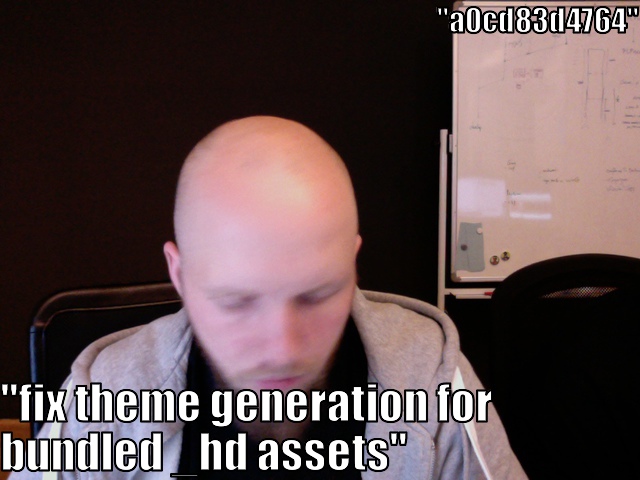 "a0cd83d4764"
"fix theme generation for
bundled _hd assets"